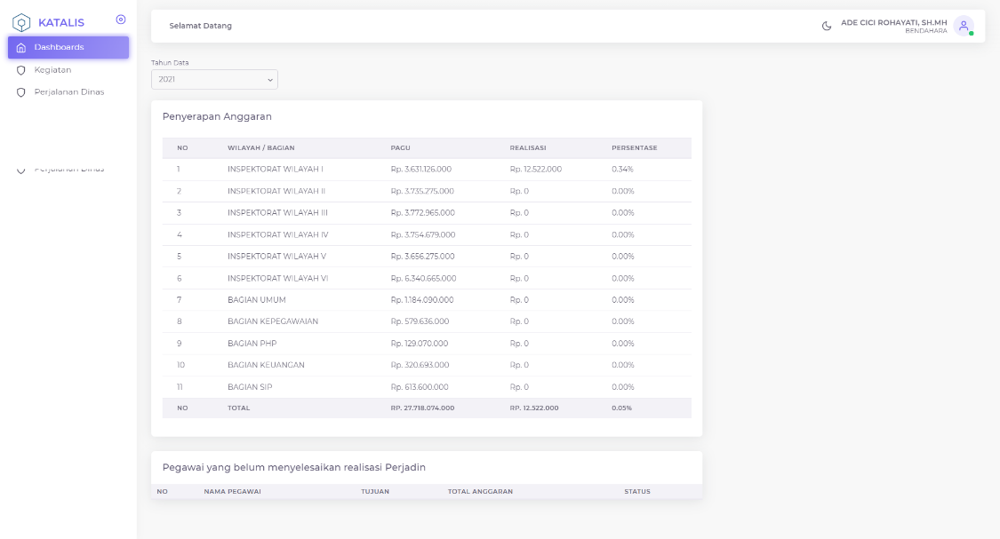 KATALIS
Dashboards
Kegiatan
Perjalanan Dinas
Perjalanan Dinas
Selamat Datang
ADE CICI ROHAYATI, SH.MH
BENDAHARA
Tahun Data
2021
Penyerapan Anggaran
NO WILAYAH / BAGIAN PAGU REALISASI PERSENTASE
1 INSPEKTORAT WILAYAH I Rp. 3.631.126.000 Rp. 12.522.000 0.34%
2 INSPEKTORAT WILAYAH II Rp. 3.735.275.000 Rp. 0 0.00%
3 INSPEKTORAT WILAYAH III Rp. 3.772.965.000 Rp. 0 0.00%
4 INSPEKTORAT WILAYAH IV Rp. 3.754.679.000 Rp. 0 0.00%
5 INSPEKTORAT WILAYAH V Rp. 3.656.275.000 Rp. 0 0.00%
6 INSPEKTORAT WILAYAH VI Rp. 6.340.665.000 Rp. 0 0.00%
7 BAGIAN UMUM Rp. 1.184.090.000 Rp. 0 0.00%
8 BAGIAN KEPEGAWAIAN Rp. 579.636.000 Rp. 0 0.00%
9 BAGIAN PHP Rp. 129.070.000 Rp. 0 0.00%
10 BAGIAN KEUANGAN Rp. 320.693.000 Rp. 0 0.00%
11 BAGIAN SIP Rp. 613.600.000 Rp. 0 0.00%
NO TOTAL RP. 27.718.074.000 RP. 12.522.000 0.05%
Pegawai yang belum menyelesaikan realisasi Perjadin
NO NAMA PEGAWAI TUJUAN TOTAL ANGGARAN STATUS